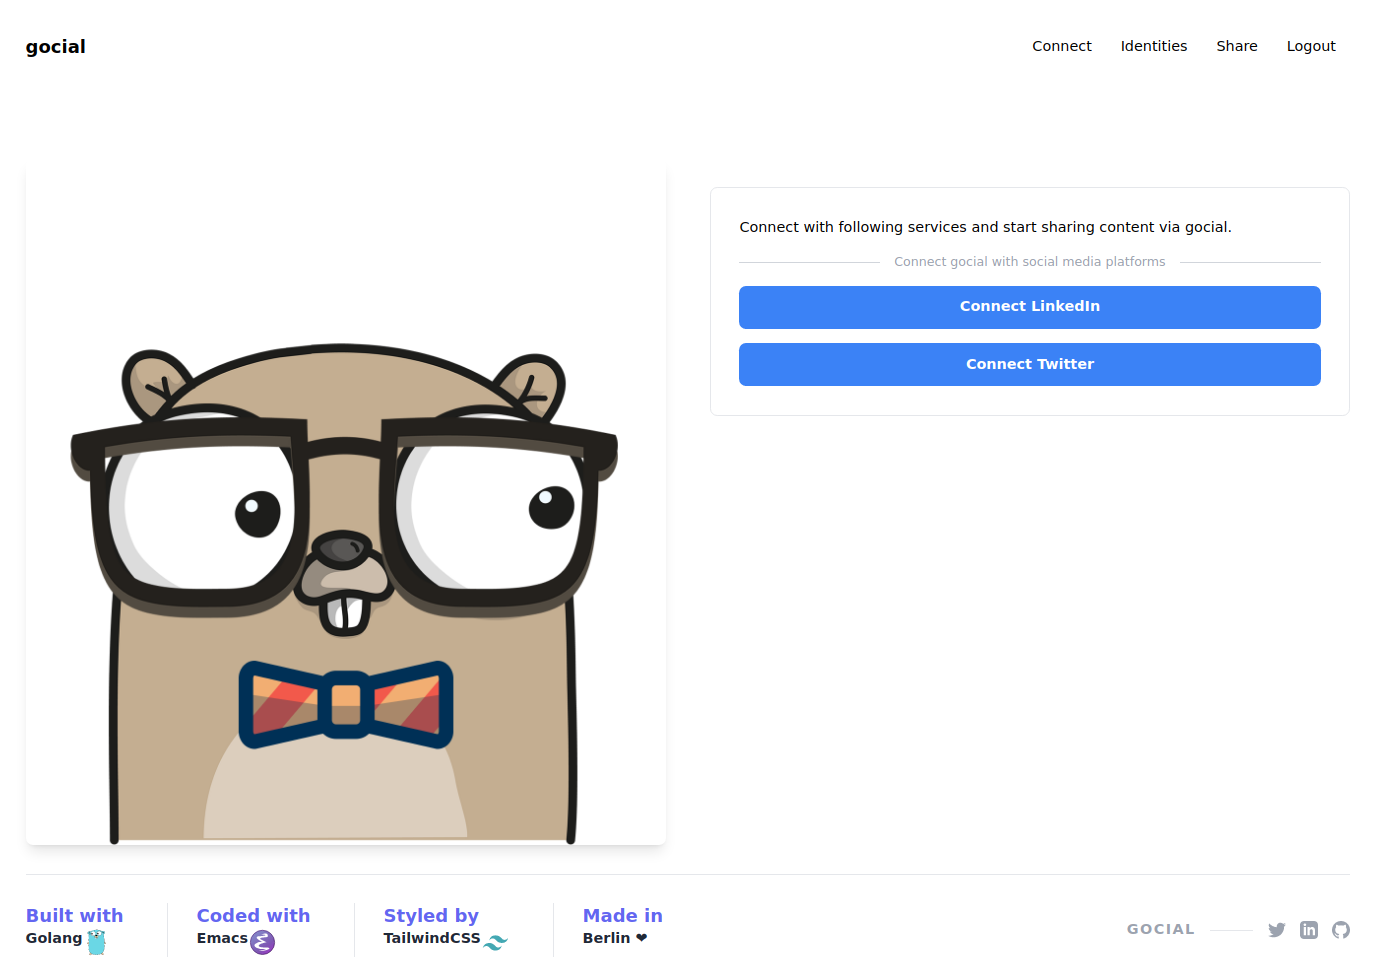 gocial
Connect Identities Share Logout
Connect with following services and start sharing content via gocial.
Connect gocial with social media platforms
Connect LinkedIn
Connect Twitter
Built with
Golang
Coded with
Emacs
Styled by
TailwindCSS
Made in
Berlin ❤
GOCIAL